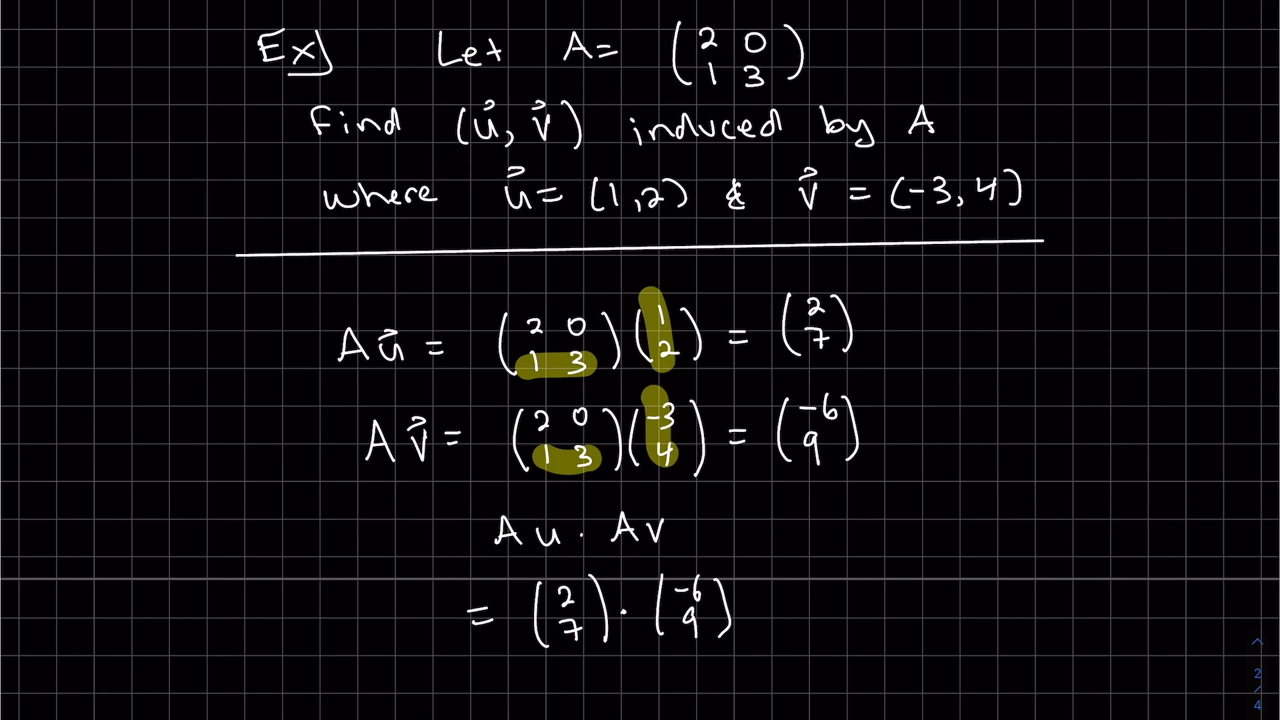 Ex) Let A = (2 0 / 1 3)
find (u⃗, v⃗) induced by A
where u⃗ = (1,2) & v⃗ = (-3,4)
A u⃗ = (2 0 / 1 3) (1 / 2) = (2 / 7)
A v⃗ = (2 0 / 1 3) (-3 / 4) = (-6 / 9)
Au · Av
= (2 / 7) · (-6 / 9)
2/4